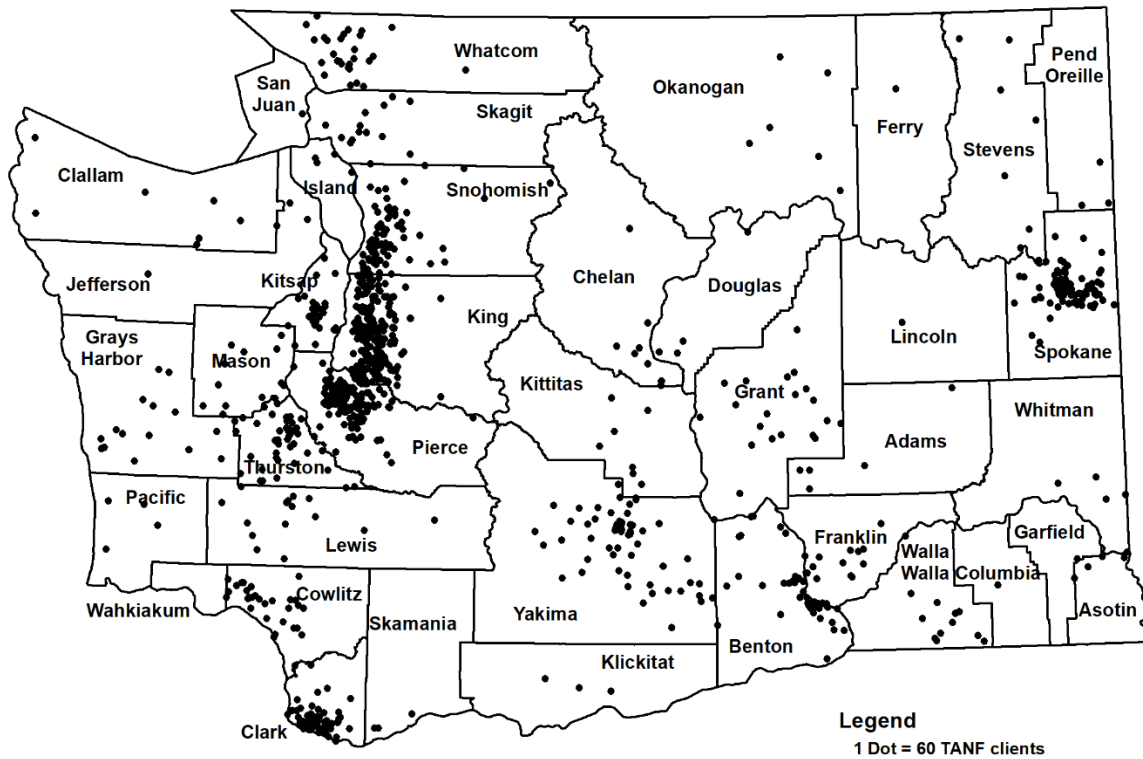 Whatcom
Pend
Oreille
San
Juan
Okanogan
Skagit
Ferry
Stevens
Clallam
Island
Snohomish
Jefferson
Kitsap
Chelan
Douglas
King
Lincoln
Grays
Harbor
Mason
Spokane
Kittitas
Grant
Whitman
Pierce
Adams
Thurston
Pacific
Lewis
Franklin
Garfield
Walla
Walla
Columbia
Wahkiakum
Cowlitz
Skamania
Yakima
Asotin
Benton
Klickitat
Clark
Legend
1 Dot = 60 TANF clients